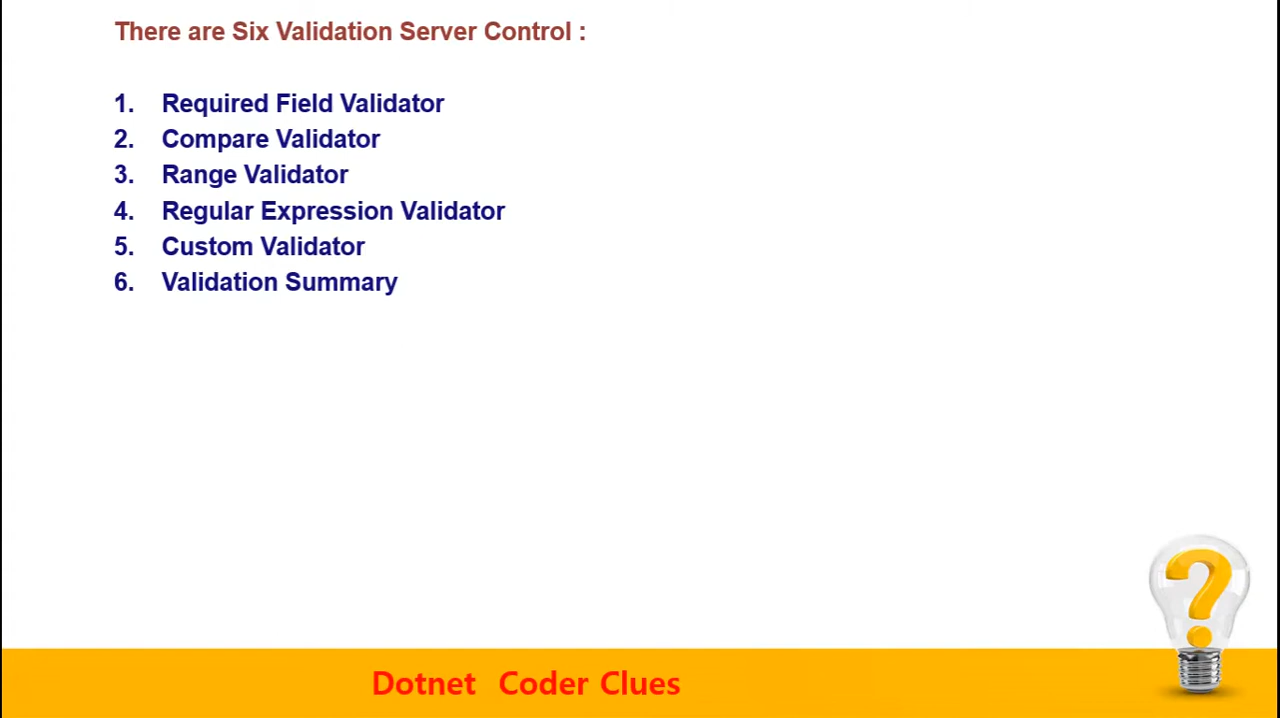 There are Six Validation Server Control :
1. Required Field Validator
2. Compare Validator
3. Range Validator
4. Regular Expression Validator
5. Custom Validator
6. Validation Summary
Dotnet Coder Clues